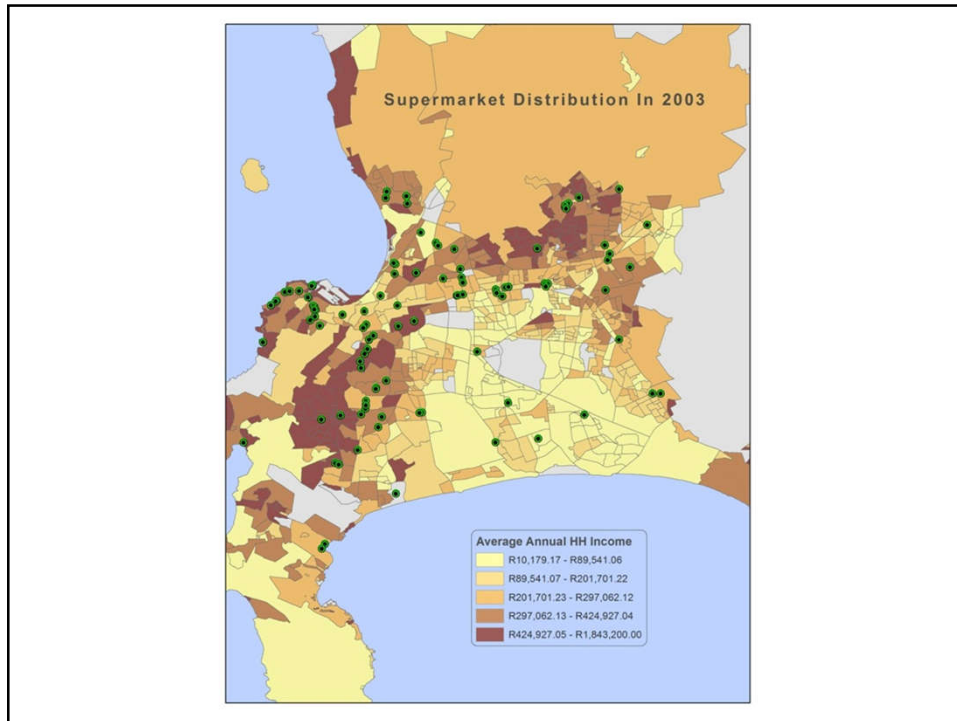 Supermarket Distribution In 2003
Average Annual HH Income
R10,179.17 - R89,541.06
R89,541.07 - R201,701.22
R201,701.23 - R297,062.12
R297,062.13 - R424,927.04
R424,927.05 - R1,843,200.00